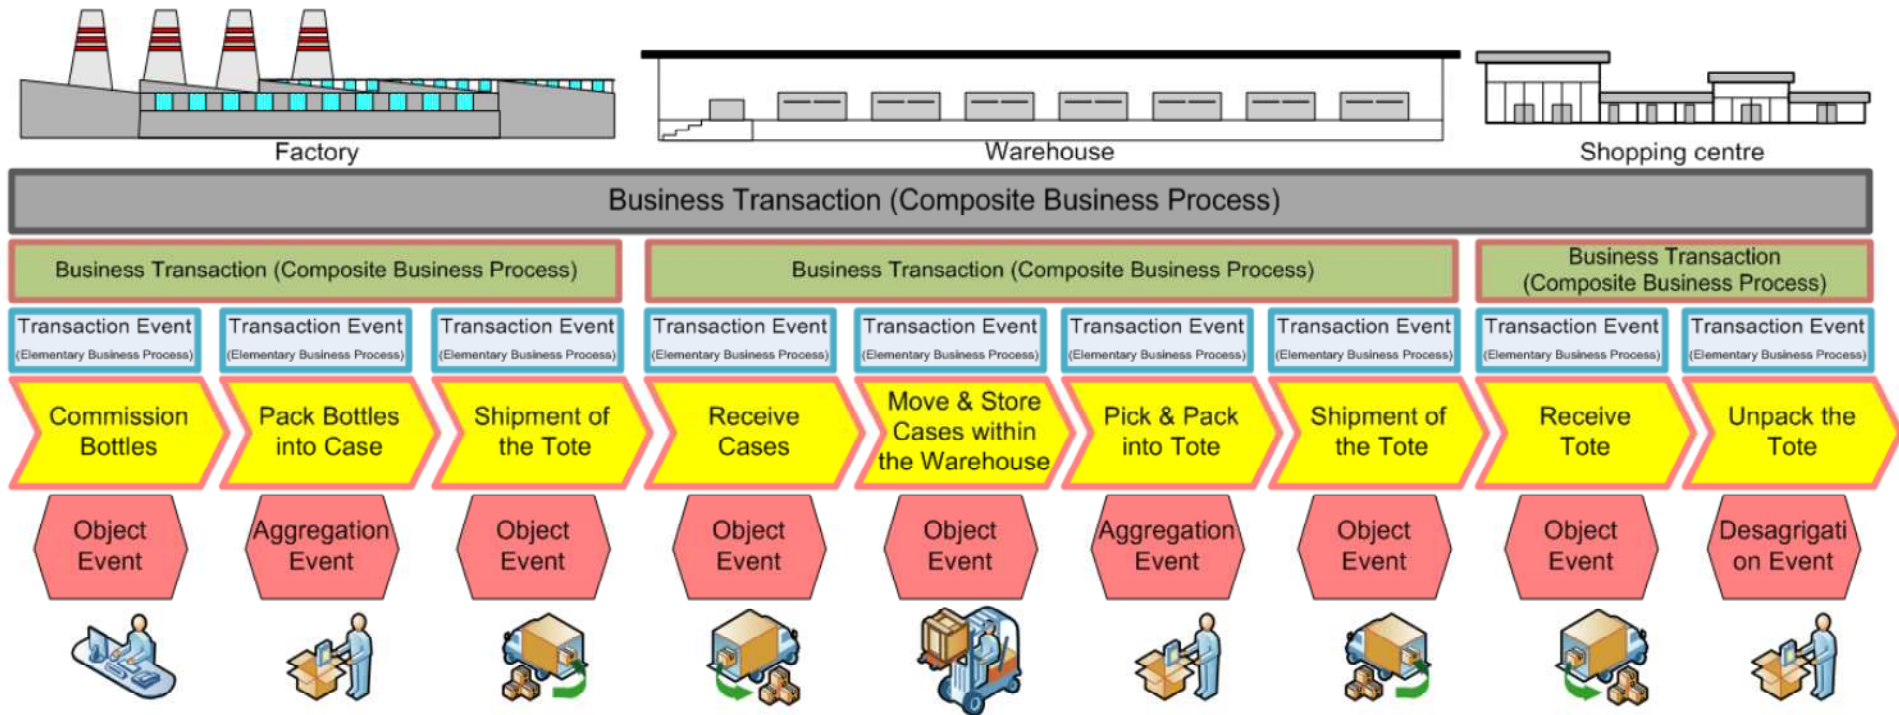 Factory
Warehouse
Shopping centre
Business Transaction (Composite Business Process)
Business Transaction (Composite Business Process)
Business Transaction (Composite Business Process)
Business Transaction
(Composite Business Process)
Transaction Event
(Elementary Business Process)
Transaction Event
(Elementary Business Process)
Transaction Event
(Elementary Business Process)
Transaction Event
(Elementary Business Process)
Transaction Event
(Elementary Business Process)
Transaction Event
(Elementary Business Process)
Transaction Event
(Elementary Business Process)
Transaction Event
(Elementary Business Process)
Transaction Event
(Elementary Business Process)
Commission
Bottles
Pack Bottles
into Case
Shipment of
the Tote
Receive
Cases
Move & Store
Cases within
the Warehouse
Pick & Pack
into Tote
Shipment of
the Tote
Receive
Tote
Unpack the
Tote
Object
Event
Aggregation
Event
Object
Event
Object
Event
Object
Event
Aggregation
Event
Object
Event
Object
Event
Desagrigati
on Event